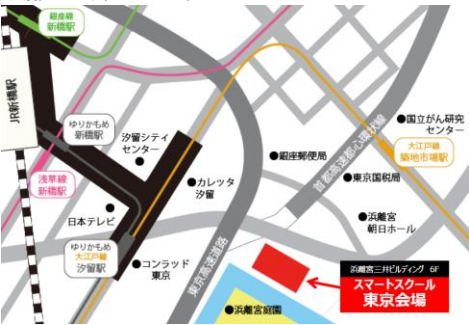 銀座線
新橋駅
JR新橋駅
ゆりかもめ
新橋駅
汐留シティ
センター
浅草線
新橋駅
カレッタ
汐留
日本テレビ
ゆりかもめ
大江戸線
汐留駅
コンラッド
東京
東京高速道路
首都高速都心環状線
銀座郵便局
国立がん研究
センター
大江戸線
築地市場駅
東京国税局
浜離宮
朝日ホール
浜離宮三井ビルディング 6F
スマートスクール
東京会場
浜離宮庭園